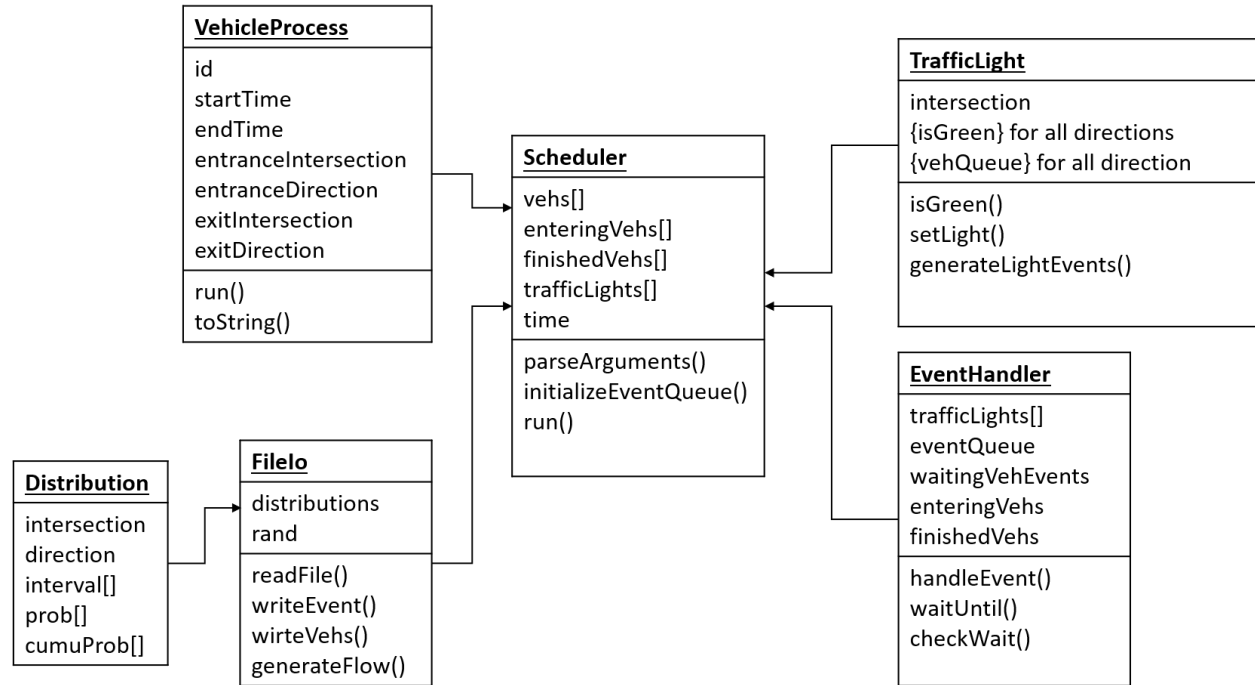 VehicleProcess
id
startTime
endTime
entranceIntersection
entranceDirection
exitIntersection
exitDirection
run()
toString()
Scheduler
vehs[]
enteringVehs[]
finishedVehs[]
trafficLights[]
time
parseArguments()
initializeEventQueue()
run()
TrafficLight
intersection
{isGreen} for all directions
{vehQueue} for all direction
isGreen()
setLight()
generateLightEvents()
EventHandler
trafficLights[]
eventQueue
waitingVehEvents
enteringVehs
finishedVehs
handleEvent()
waitUntil()
checkWait()
Distribution
intersection
direction
interval[]
prob[]
cumuProb[]
FileIo
distributions
rand
readFile()
writeEvent()
wirteVehs()
generateFlow()